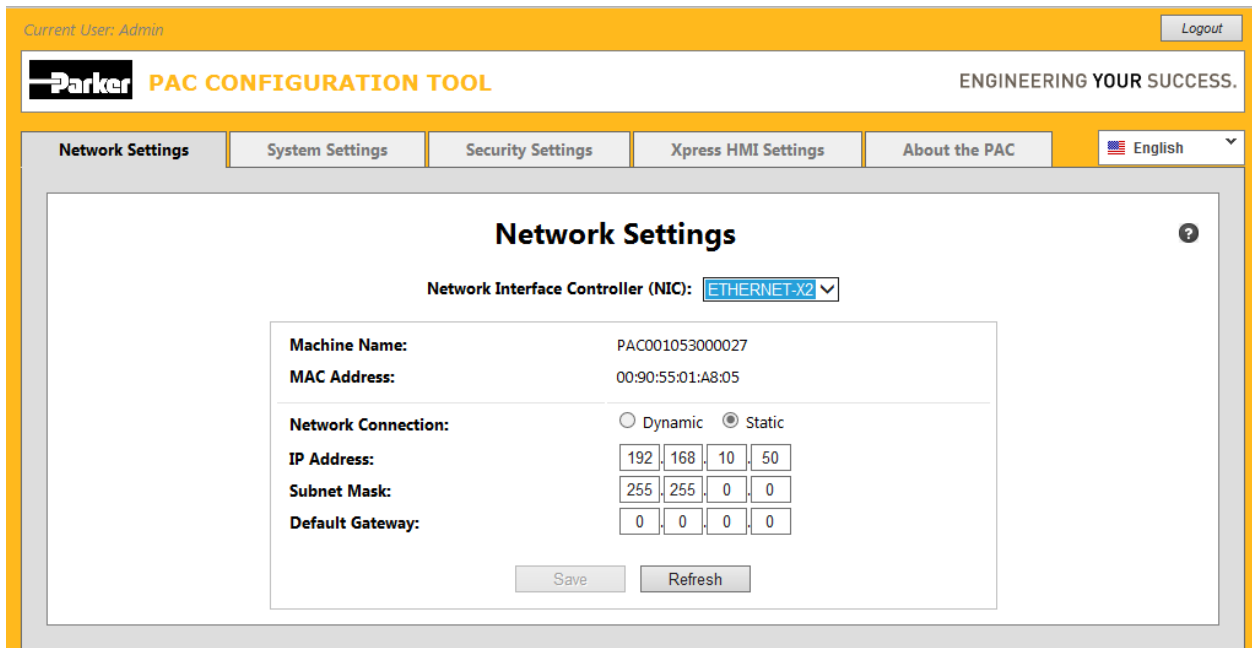 Current User: Admin
Logout
Parker PAC CONFIGURATION TOOL
ENGINEERING YOUR SUCCESS.
Network Settings
System Settings
Security Settings
Xpress HMI Settings
About the PAC
English
Network Settings
?
Network Interface Controller (NIC): ETHERNET-X2
Machine Name: PAC001053000027
MAC Address: 00:90:55:01:A8:05
Network Connection: Dynamic Static
IP Address: 192.168.10.50
Subnet Mask: 255.255.0.0
Default Gateway: 0.0.0.0
Save Refresh